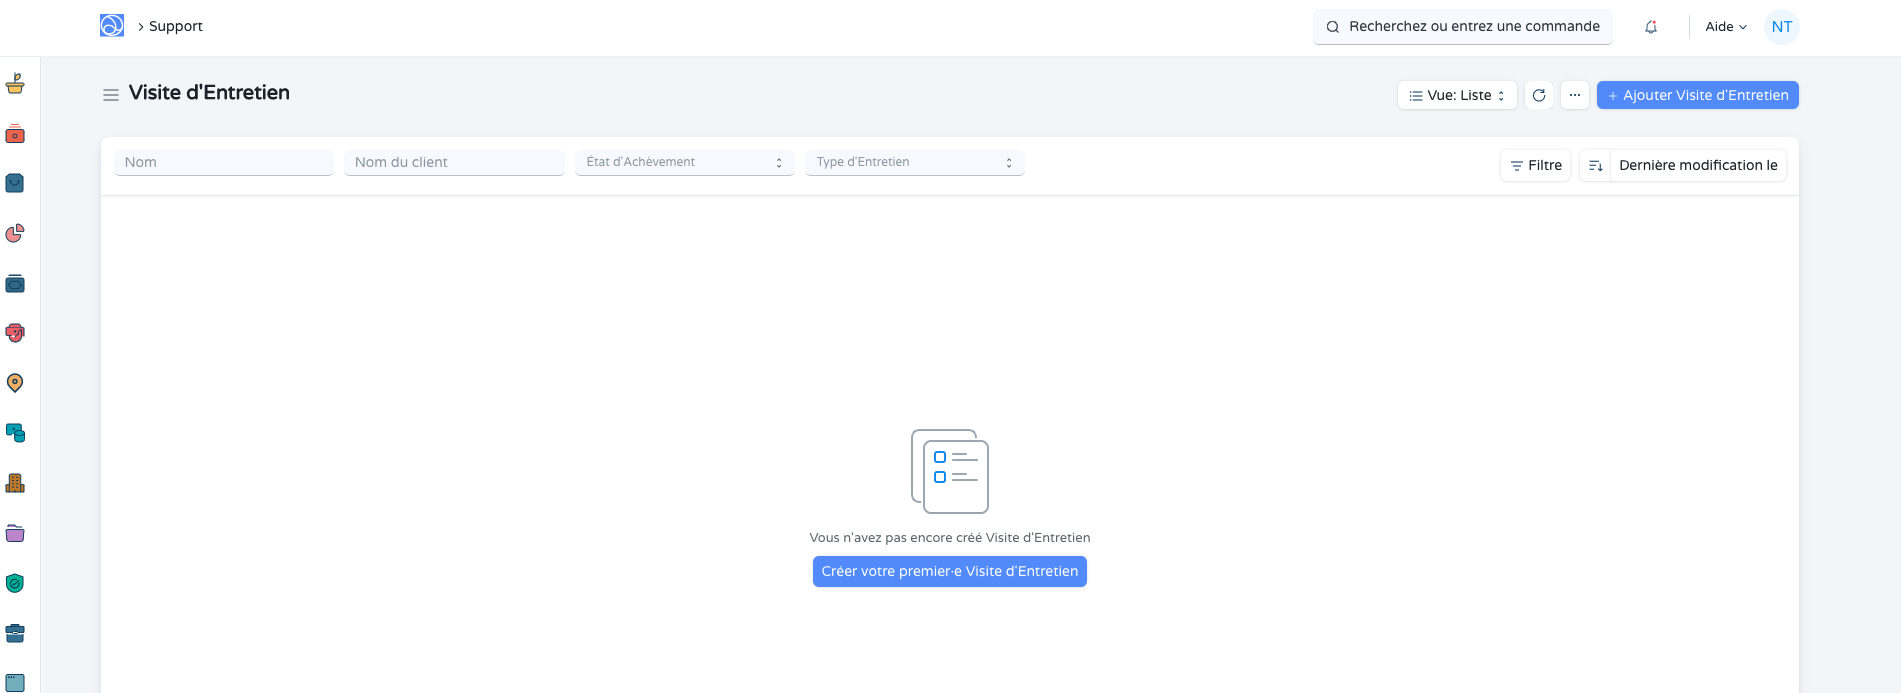 Support
Recherchez ou entrez une commande
Aide
NT
Visite d'Entretien
Vue: Liste
Ajouter Visite d'Entretien
Nom
Nom du client
État d'Achèvement
Type d'Entretien
Filtre
Dernière modification le
Vous n'avez pas encore créé Visite d'Entretien
Créer votre premier·e Visite d'Entretien